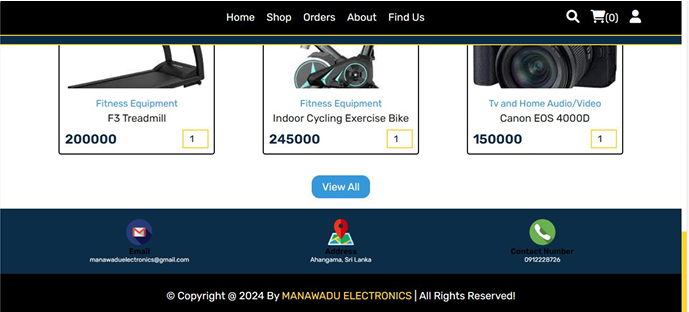 Home Shop Orders About Find Us (0)
Fitness Equipment Fitness Equipment Tv and Home Audio/Video
F3 Treadmill Indoor Cycling Exercise Bike Canon EOS 4000D
200000 1 245000 1 150000 1
View All
Email Address Contact Number
manawaduelectronics@gmail.com Ahangama, Sri Lanka 0912228726
© Copyright @ 2024 By MANAWADU ELECTRONICS | All Rights Reserved!